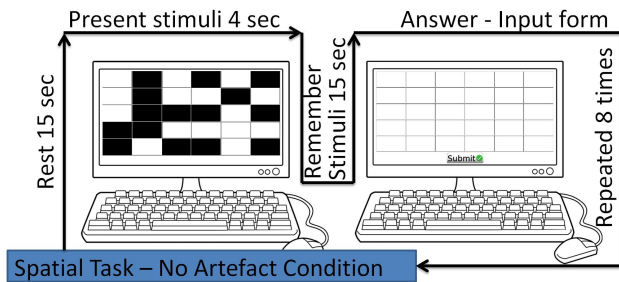 Present stimuli 4 sec
Answer - Input form
Rest 15 sec
Remember
Stimuli 15 sec
Submit
Repeated 8 times
Spatial Task – No Artefact Condition